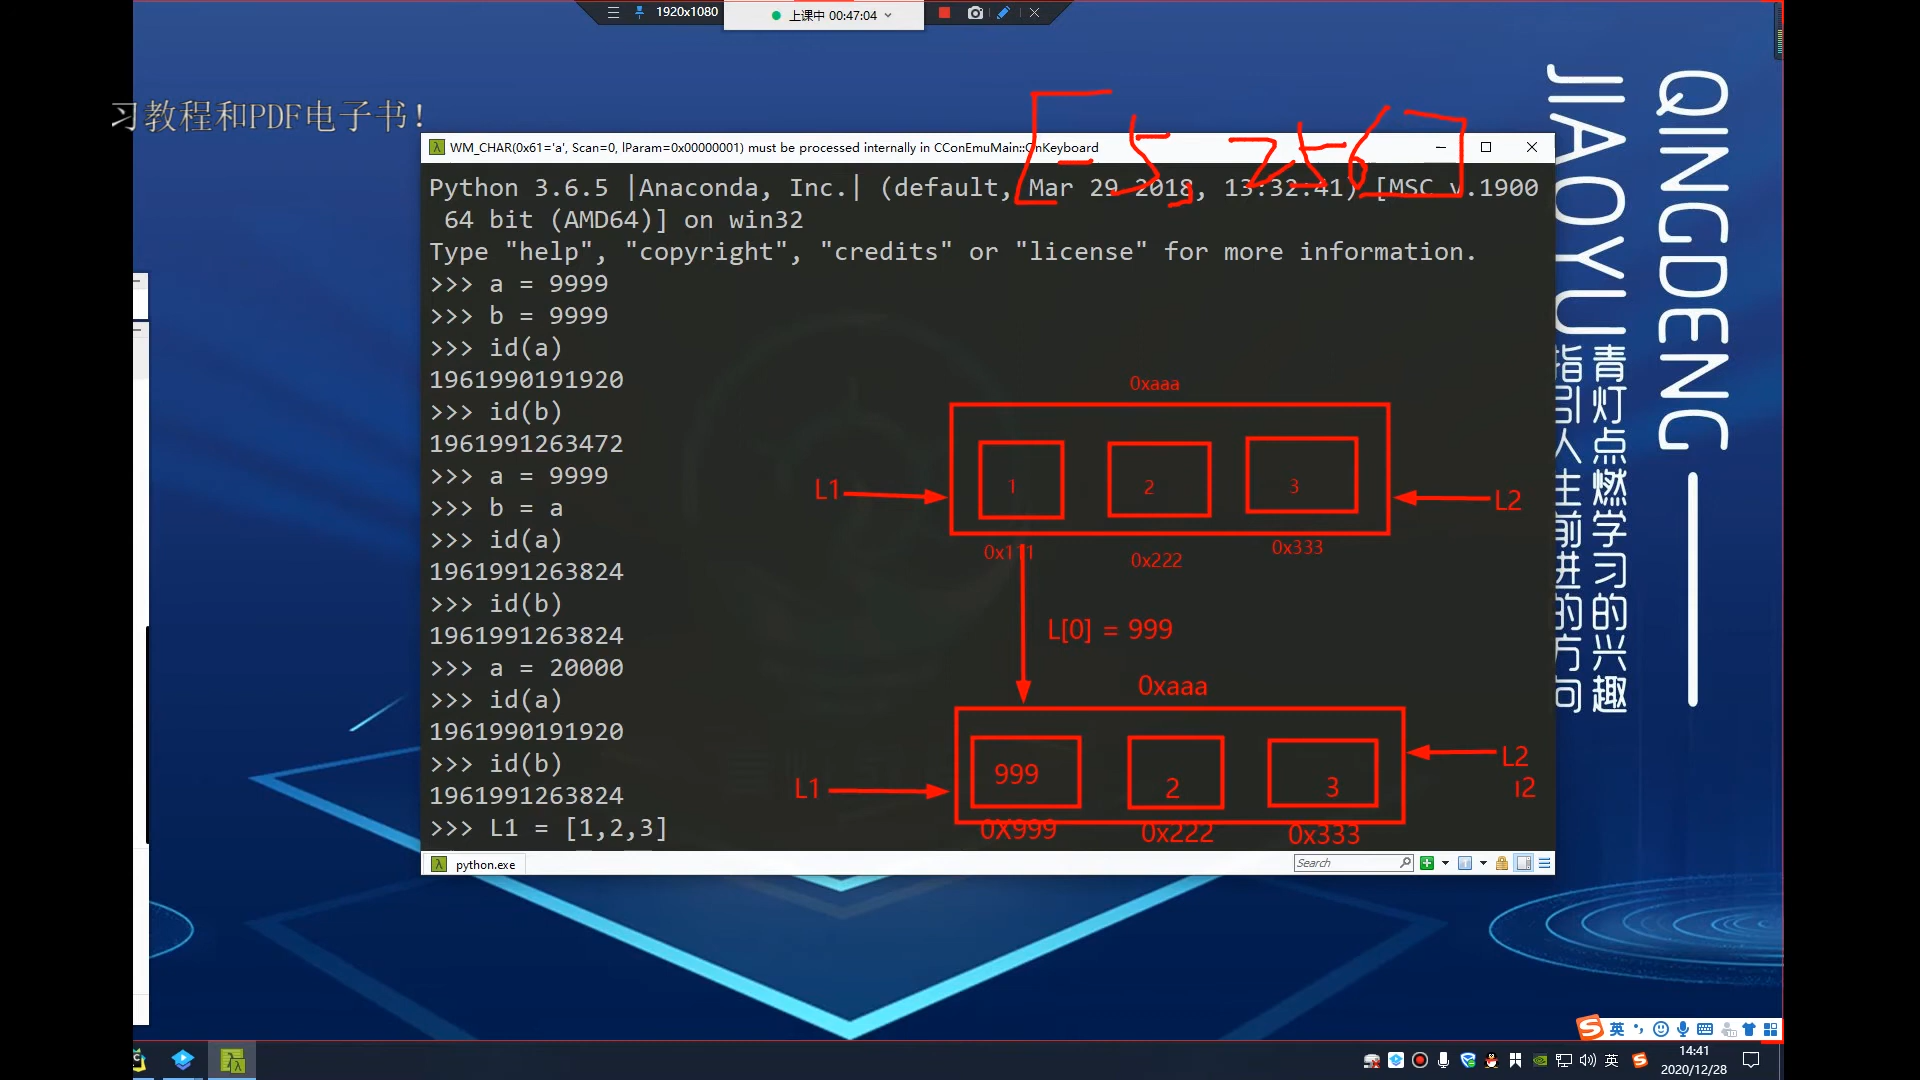 1920x1080
上课中 00:47:04
习教程和PDF电子书!
WM_CHAR(0x61='a', Scan=0, lParam=0x00000001) must be processed internally in CConEmuMain::OnKeyboard
[-5 256]
Python 3.6.5 |Anaconda, Inc.| (default, Mar 29 2018, 13:32:41) [MSC v.1900
64 bit (AMD64)] on win32
Type "help", "copyright", "credits" or "license" for more information.
>>> a = 9999
>>> b = 9999
>>> id(a)
1961990191920
>>> id(b)
1961991263472
>>> a = 9999
>>> b = a
>>> id(a)
1961991263824
>>> id(b)
1961991263824
>>> a = 20000
>>> id(a)
1961990191920
>>> id(b)
1961991263824
>>> L1 = [1,2,3]
0xaaa
L1
1
2
3
L2
0x111
0x222
0x333
L[0] = 999
0xaaa
L1
999
2
3
L2
l2
0X999
0x222
0x333
python.exe
Search
QINGDENG
JIAOYU
青灯点燃学习的兴趣
指引人生前进的方向
英
英
14:41
2020/12/28